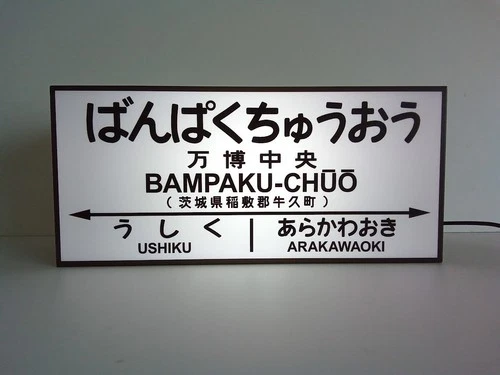 ばんぱくちゅうおう
万博中央
BAMPAKU-CHŪŌ
(茨城県稲敷郡牛久町)
うしく あらかわおき
USHIKU ARAKAWAOKI